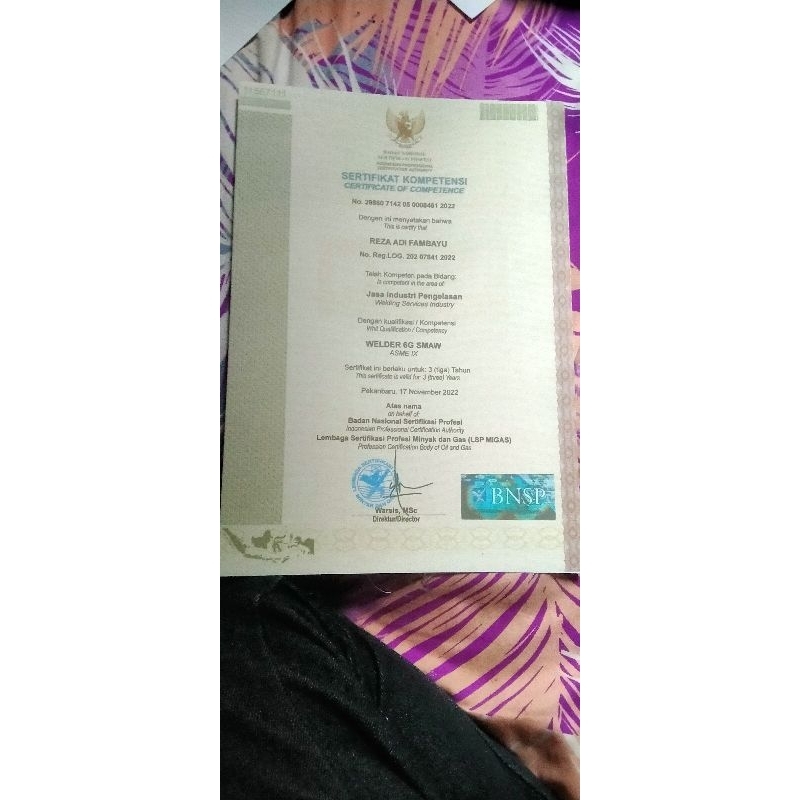 SERTIFIKAT KOMPETENSI
CERTIFICATE OF COMPETENCE
No. 29880 7142 05 0008481 2022
Dengan ini menyatakan bahwa
This is certify that
REZA ADI FAMBAYU
No. Reg.LOG. 202 07841 2022
Telah Kompeten pada Bidang:
Is competent in the area of:
Jasa Industri Pengelasan
Welding Services Industry
Dengan kualifikasi / Kompetensi
Whit Qualification / Competency
WELDER 6G SMAW
ASME IX
Sertifikat ini berlaku untuk: 3 (tiga) Tahun
This sertificate is valid for: 3 (three) Years
Pekanbaru, 17 November 2022
Atas nama
on behalf of
Badan Nasional Sertifikasi Profesi
Indonesian Professional Certification Authority
Lembaga Sertifikasi Profesi Minyak dan Gas (LSP MIGAS)
Profession Certification Body of Oil and Gas
BNSP
Warsis, MSc
Direktur/Director